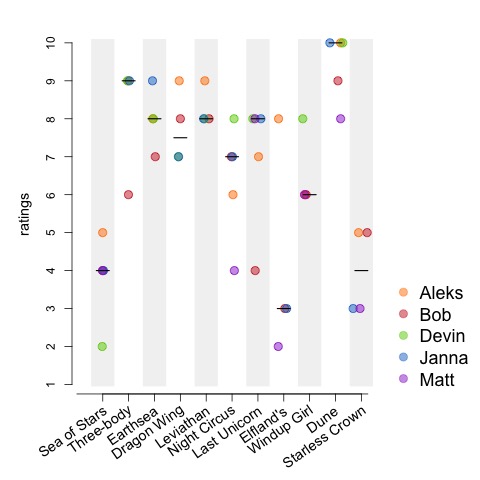 10
9
8
7
6
5
4
3
2
1
ratings
Sea of Stars
Three-body
Earthsea
Dragon Wing
Leviathan
Night Circus
Last Unicorn
Elfland's
Windup Girl
Dune
Starless Crown
Aleks
Bob
Devin
Janna
Matt